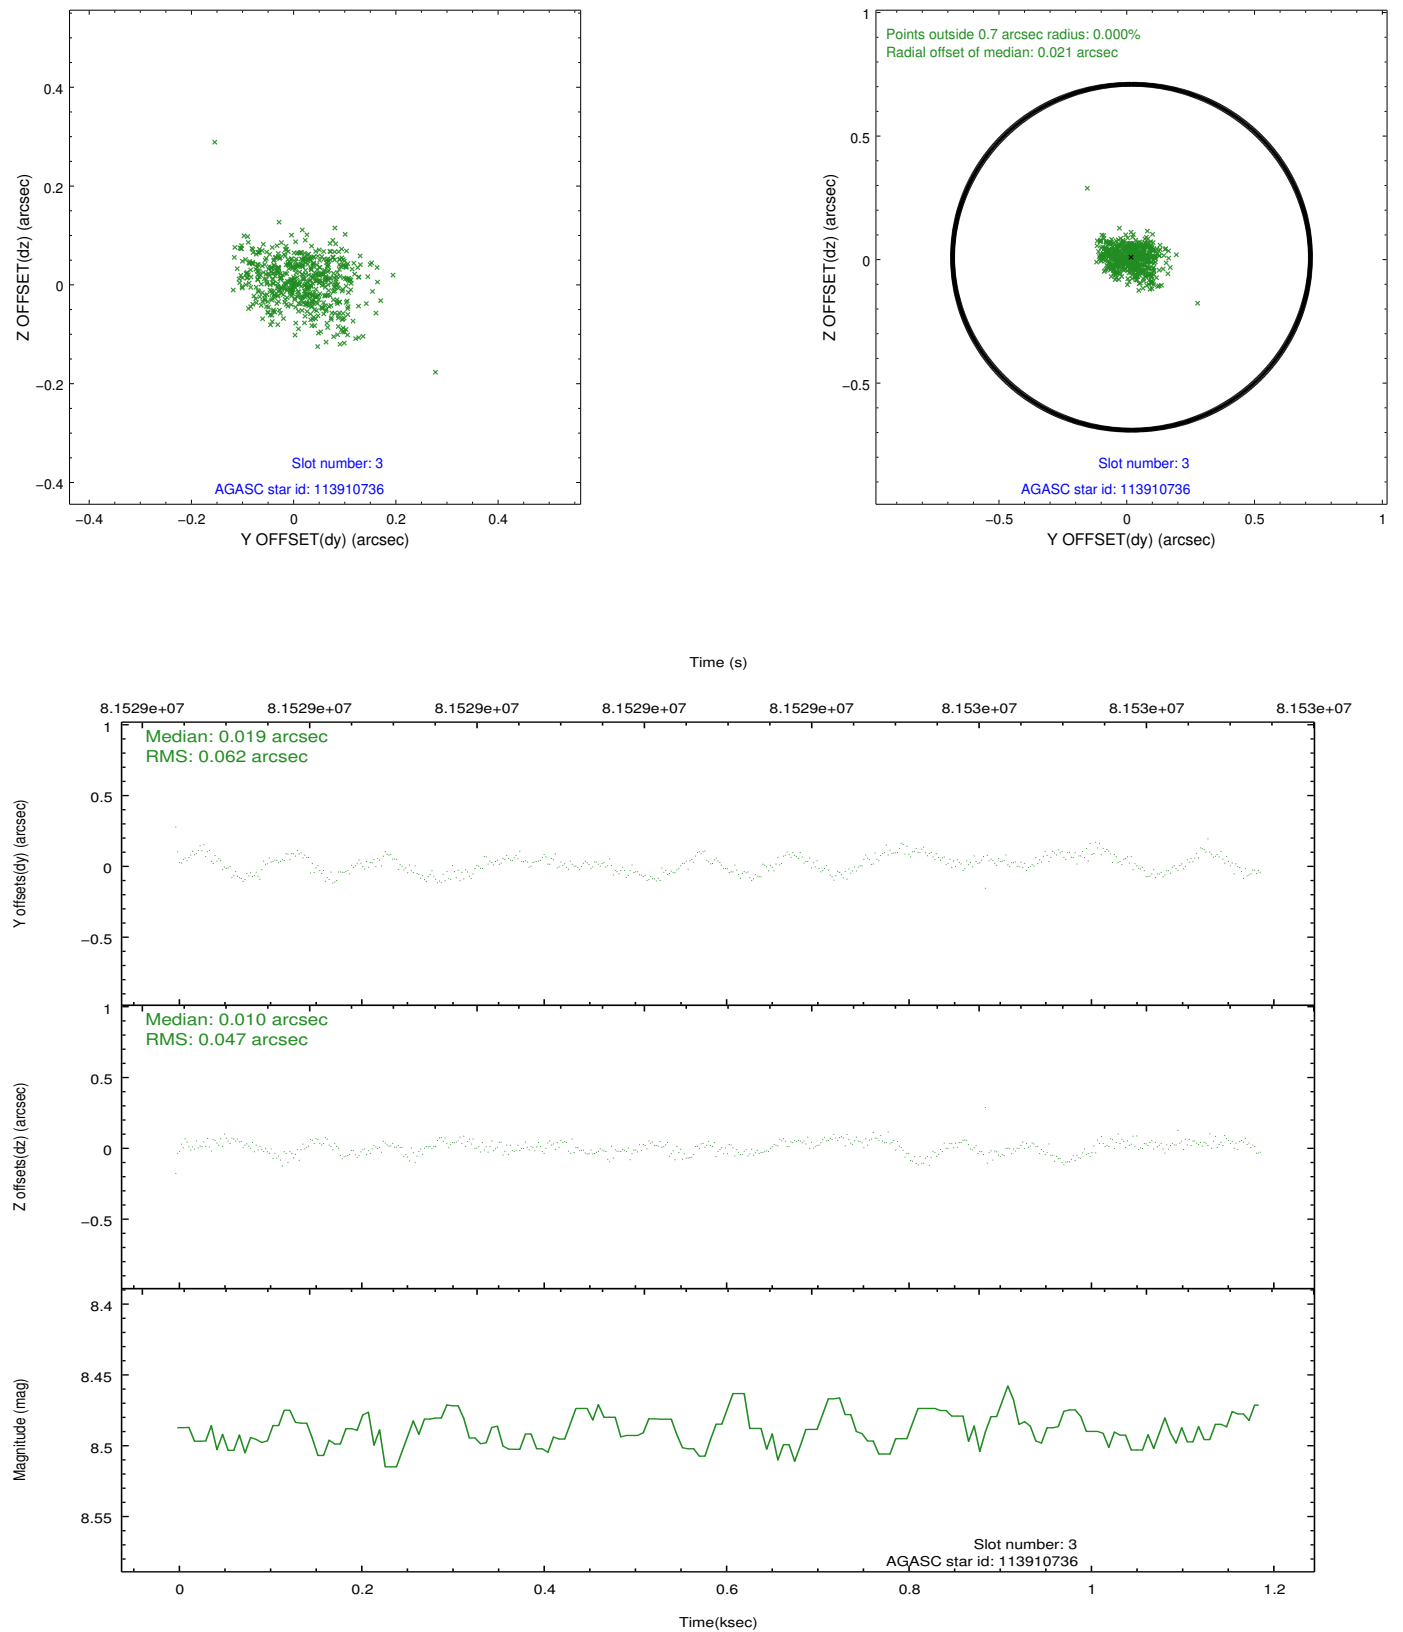 0.4
0.2
0
−0.2
−0.4
Z OFFSET(dz) (arcsec)
Slot number: 3
AGASC star id: 113910736
−0.4 −0.2 0 0.2 0.4
Y OFFSET(dy) (arcsec)
Points outside 0.7 arcsec radius: 0.000%
Radial offset of median: 0.021 arcsec
1
0.5
0
−0.5
Z OFFSET(dz) (arcsec)
Slot number: 3
AGASC star id: 113910736
−0.5 0 0.5 1
Y OFFSET(dy) (arcsec)
Time (s)
8.1529e+07 8.1529e+07 8.1529e+07 8.1529e+07 8.1529e+07 8.153e+07 8.153e+07 8.153e+07
Median: 0.019 arcsec
RMS: 0.062 arcsec
1
0.5
0
−0.5
Y offsets(dy) (arcsec)
Median: 0.010 arcsec
RMS: 0.047 arcsec
1
0.5
0
−0.5
Z offsets(dz) (arcsec)
8.4
8.45
8.5
8.55
Magnitude (mag)
Slot number: 3
AGASC star id: 113910736
0 0.2 0.4 0.6 0.8 1 1.2
Time(ksec)